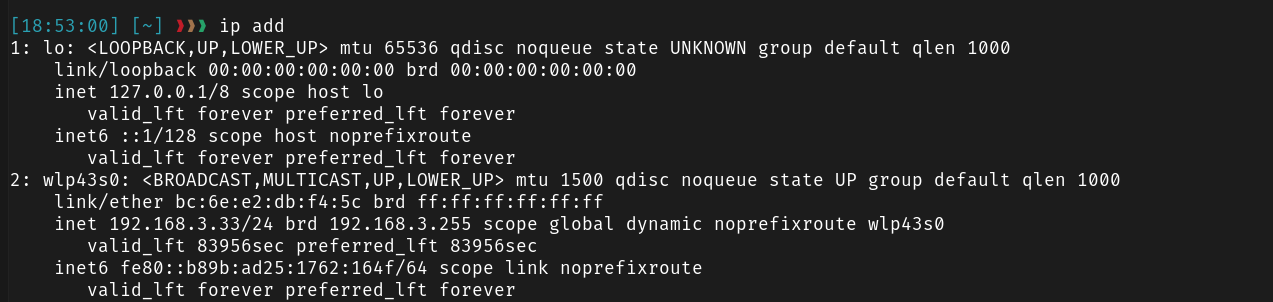 [18:53:00] [~] ❱❱❱ ip add
1: lo: <LOOPBACK,UP,LOWER_UP> mtu 65536 qdisc noqueue state UNKNOWN group default qlen 1000
    link/loopback 00:00:00:00:00:00 brd 00:00:00:00:00:00
    inet 127.0.0.1/8 scope host lo
       valid_lft forever preferred_lft forever
    inet6 ::1/128 scope host noprefixroute
       valid_lft forever preferred_lft forever
2: wlp43s0: <BROADCAST,MULTICAST,UP,LOWER_UP> mtu 1500 qdisc noqueue state UP group default qlen 1000
    link/ether bc:6e:e2:db:f4:5c brd ff:ff:ff:ff:ff:ff
    inet 192.168.3.33/24 brd 192.168.3.255 scope global dynamic noprefixroute wlp43s0
       valid_lft 83956sec preferred_lft 83956sec
    inet6 fe80::b89b:ad25:1762:164f/64 scope link noprefixroute
       valid_lft forever preferred_lft forever